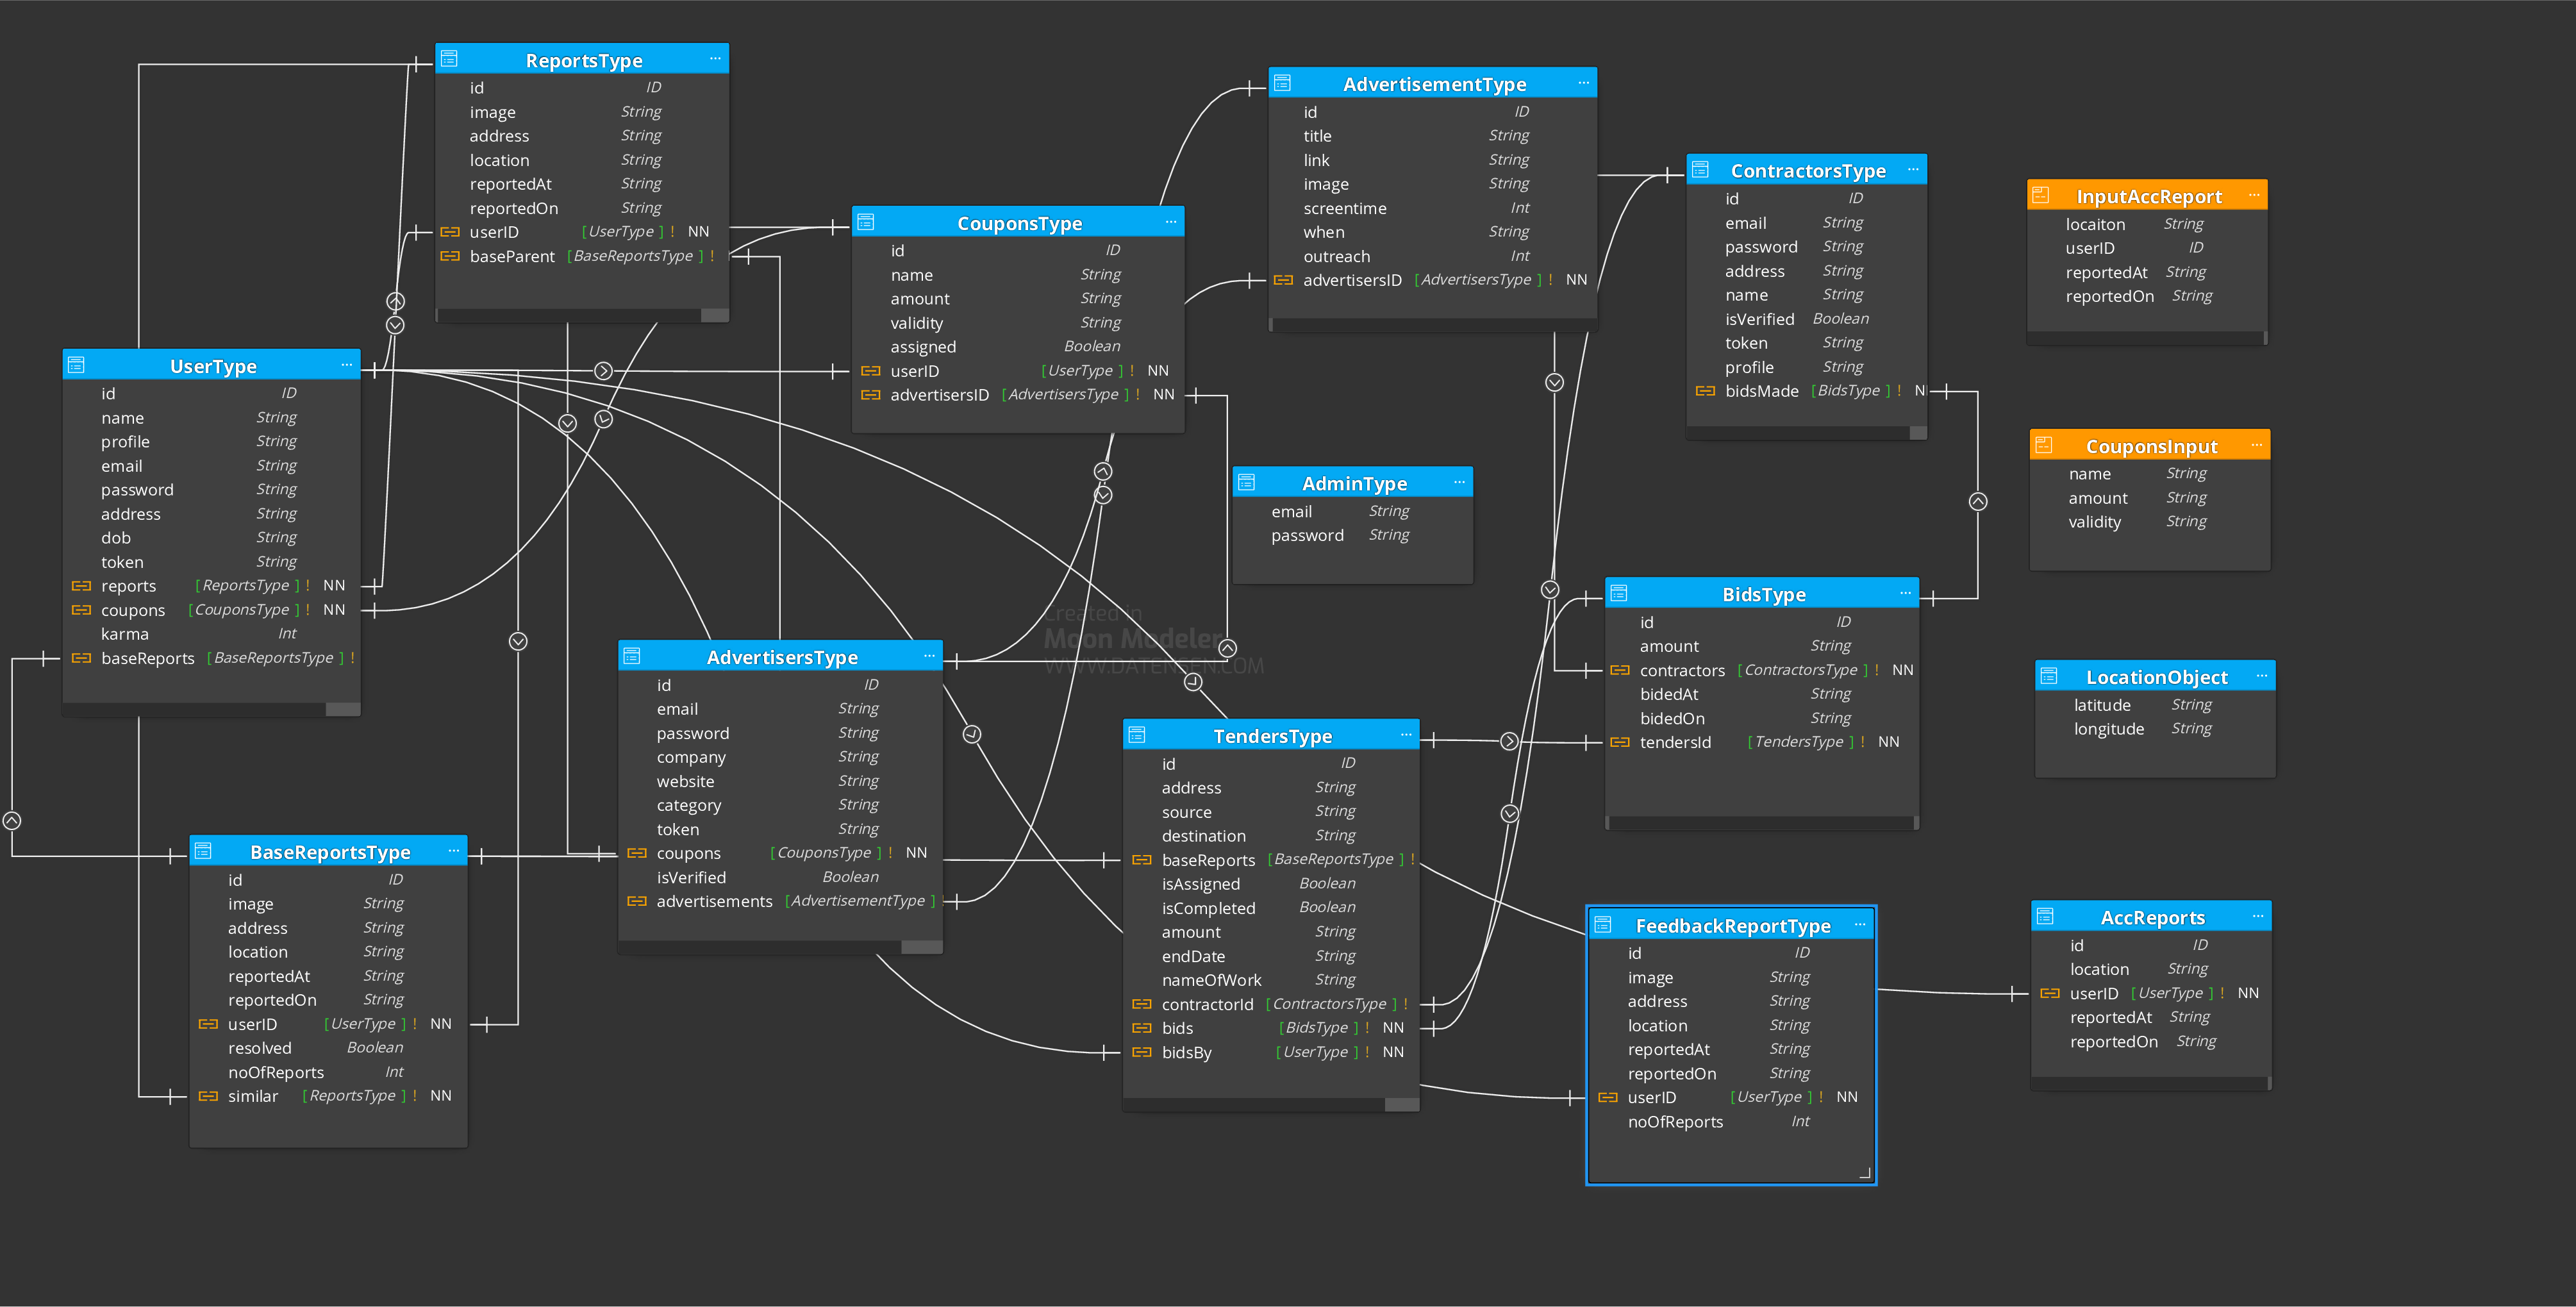 ReportsType ...
id ID
image String
address String
location String
reportedAt String
reportedOn String
userID [UserType ] ! NN
baseParent [BaseReportsType ] !
AdvertisementType ...
id ID
title String
link String
image String
screentime Int
when String
outreach Int
advertisersID [AdvertisersType ] ! NN
ContractorsType ...
id ID
email String
password String
address String
name String
isVerified Boolean
token String
profile String
bidsMade [BidsType ] ! N
InputAccReport ...
locaiton String
userID ID
reportedAt String
reportedOn String
CouponsType ...
id ID
name String
amount String
validity String
assigned Boolean
userID [UserType ] ! NN
advertisersID [AdvertisersType ] ! NN
UserType ...
id ID
name String
profile String
email String
password String
address String
dob String
token String
reports [ReportsType ] ! NN
coupons [CouponsType ] ! NN
karma Int
baseReports [BaseReportsType ] !
AdminType ...
email String
password String
CouponsInput ...
name String
amount String
validity String
BidsType ...
id ID
amount String
contractors [ContractorsType ] ! NN
bidedAt String
bidedOn String
tendersId [TendersType ] ! NN
Created in
Moon Modeler
WWW.DATENSEN.COM
AdvertisersType ...
id ID
email String
password String
company String
website String
category String
token String
coupons [CouponsType ] ! NN
isVerified Boolean
advertisements [AdvertisementType ]
LocationObject ...
latitude String
longitude String
TendersType ...
id ID
address String
source String
destination String
baseReports [BaseReportsType ] !
isAssigned Boolean
isCompleted Boolean
amount String
endDate String
nameOfWork String
contractorId [ContractorsType ] !
bids [BidsType ] ! NN
bidsBy [UserType ] ! NN
BaseReportsType ...
id ID
image String
address String
location String
reportedAt String
reportedOn String
userID [UserType ] ! NN
resolved Boolean
noOfReports Int
similar [ReportsType ] ! NN
FeedbackReportType ...
id ID
image String
address String
location String
reportedAt String
reportedOn String
userID [UserType ] ! NN
noOfReports Int
AccReports ...
id ID
location String
userID [UserType ] ! NN
reportedAt String
reportedOn String